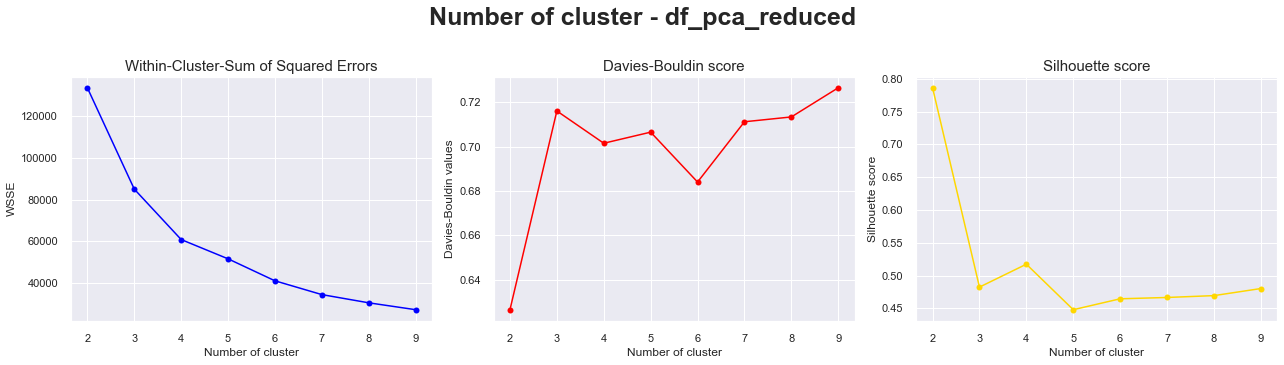 Number of cluster - df_pca_reduced
Within-Cluster-Sum of Squared Errors
WSSE
120000
100000
80000
60000
40000
2 3 4 5 6 7 8 9
Number of cluster
Davies-Bouldin score
Davies-Bouldin values
0.72
0.70
0.68
0.66
0.64
2 3 4 5 6 7 8 9
Number of cluster
Silhouette score
Silhouette score
0.80
0.75
0.70
0.65
0.60
0.55
0.50
0.45
2 3 4 5 6 7 8 9
Number of cluster